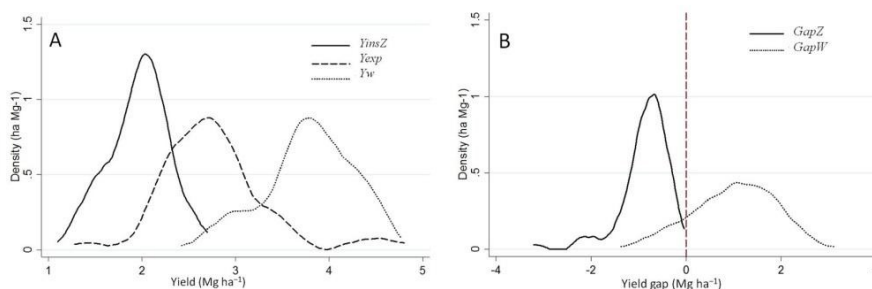 A
YinsZ
Yexp
Yw
Density (ha Mg-1)
0
.5
1
1.5
1
2
3
4
5
Yield (Mg ha⁻¹)
B
GapZ
GapW
Density (ha Mg-1)
0
.5
1
1.5
-4
-2
0
2
Yield gap (Mg ha⁻¹)